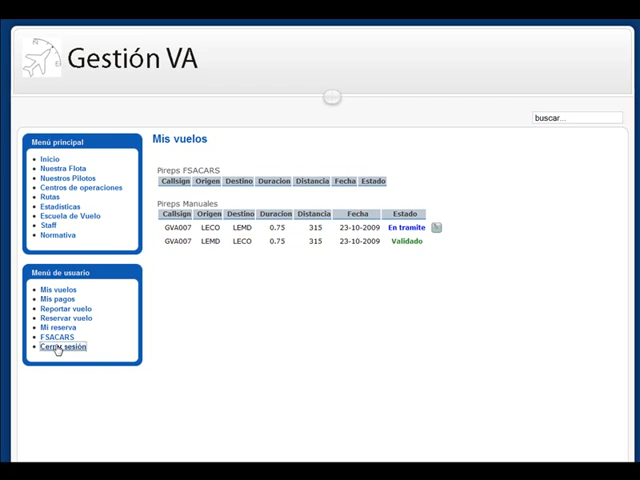 Gestión VA
buscar...
Menú principal
Inicio
Nuestra Flota
Nuestros Pilotos
Centros de operaciones
Rutas
Estadísticas
Escuela de Vuelo
Staff
Normativa
Menú de usuario
Mis vuelos
Mis pagos
Reportar vuelo
Reservar vuelo
Mi reserva
FSACARS
Cerrar sesión
Mis vuelos
Pireps FSACARS
Callsign Origen Destino Duracion Distancia Fecha Estado
Pireps Manuales
Callsign Origen Destino Duracion Distancia Fecha Estado
GVA007 LECO LEMD 0.75 315 23-10-2009 En tramite
GVA007 LEMD LECO 0.75 315 23-10-2009 Validado